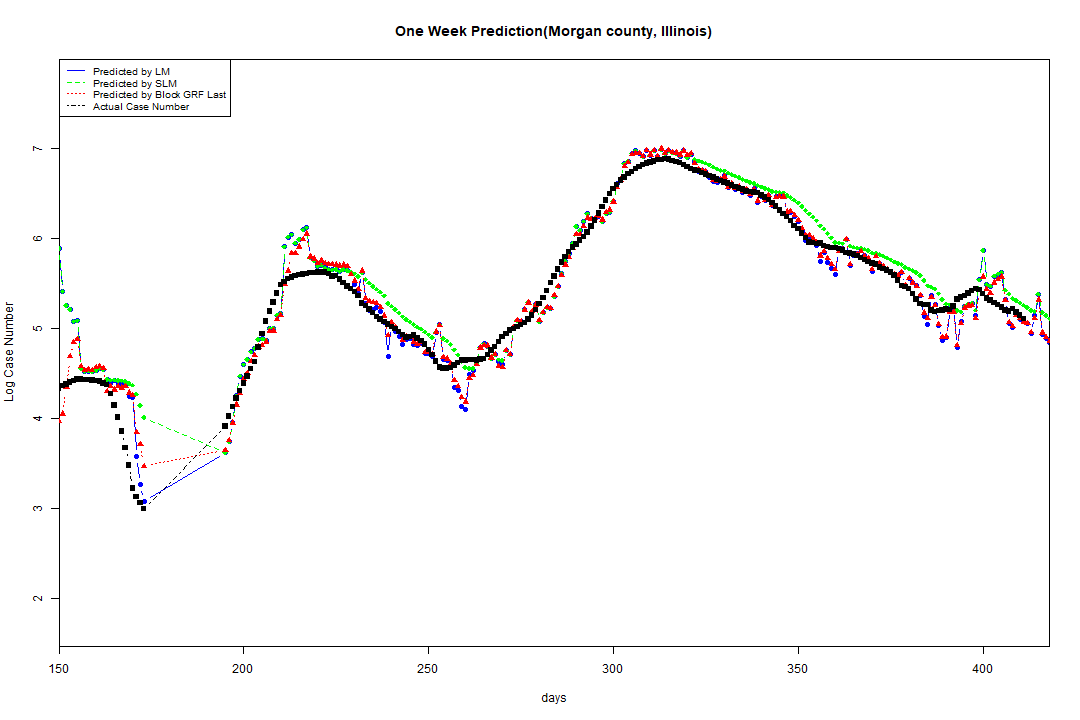 One Week Prediction(Morgan county, Illinois)
Predicted by LM
Predicted by SLM
Predicted by Block GRF Last
Actual Case Number
7
6
5
4
3
2
Log Case Number
150 200 250 300 350 400
days